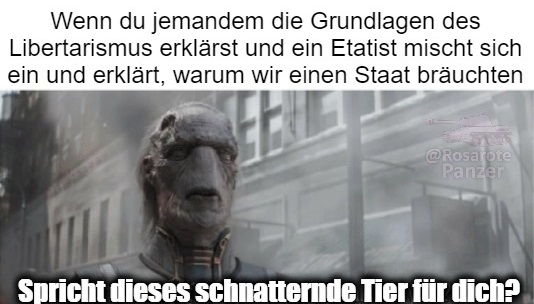 Wenn du jemandem die Grundlagen des
Libertarismus erklärst und ein Etatist mischt sich
ein und erklärt, warum wir einen Staat bräuchten
@Rosarote
Panzer
Spricht dieses schnatternde Tier für dich?